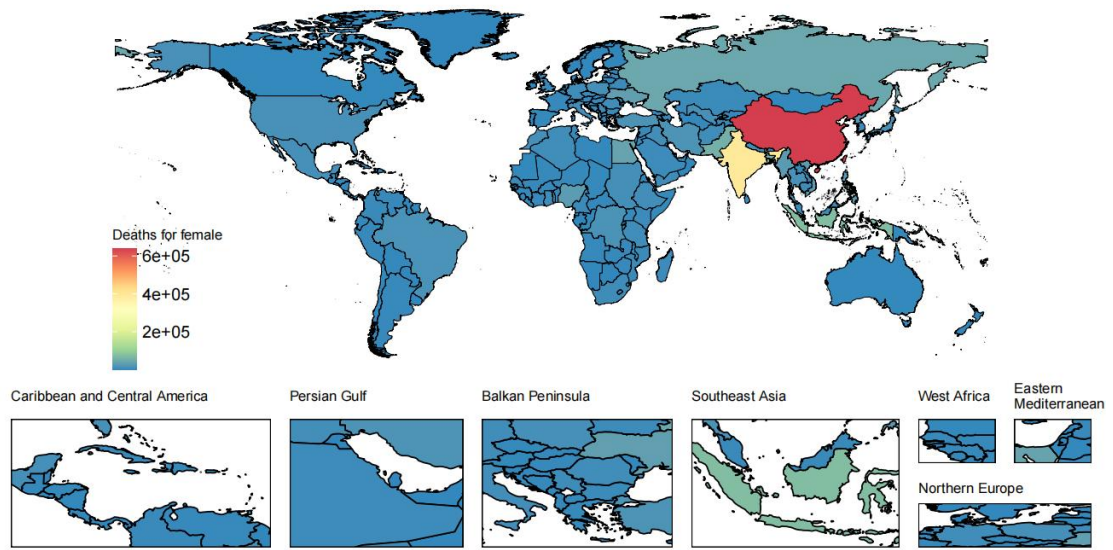 Deaths for female
6e+05
4e+05
2e+05
Caribbean and Central America
Persian Gulf
Balkan Peninsula
Southeast Asia
West Africa
Eastern
Mediterranean
Northern Europe